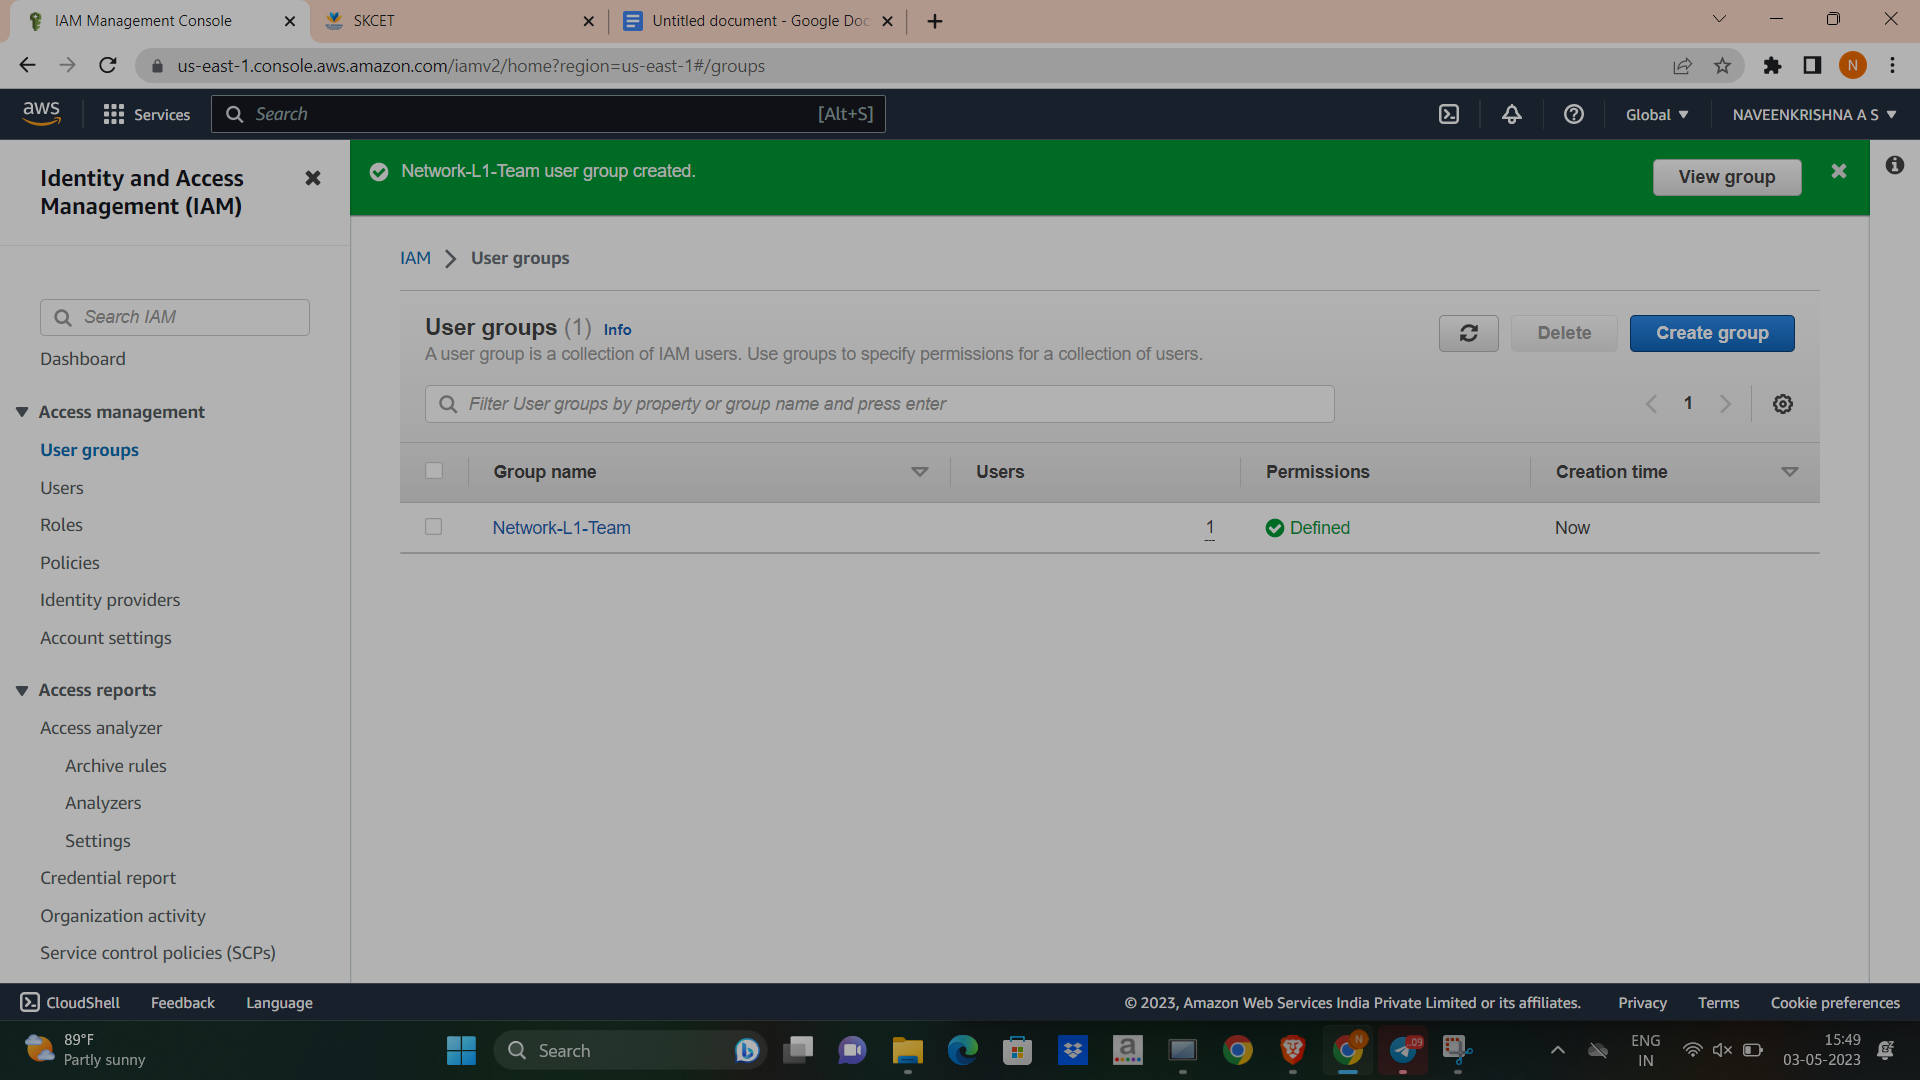 IAM Management Console
SKCET
Untitled document - Google Doc
us-east-1.console.aws.amazon.com/iamv2/home?region=us-east-1#/groups
N
aws
Services
Search
[Alt+S]
Global
NAVEENKRISHNA A S
Identity and Access
Management (IAM)
Search IAM
Dashboard
Access management
User groups
Users
Roles
Policies
Identity providers
Account settings
Access reports
Access analyzer
Archive rules
Analyzers
Settings
Credential report
Organization activity
Service control policies (SCPs)
Network-L1-Team user group created.
View group
IAM
User groups
User groups (1) Info
A user group is a collection of IAM users. Use groups to specify permissions for a collection of users.
Delete
Create group
Filter User groups by property or group name and press enter
1
Group name
Users
Permissions
Creation time
Network-L1-Team
1
Defined
Now
CloudShell
Feedback
Language
© 2023, Amazon Web Services India Private Limited or its affiliates.
Privacy
Terms
Cookie preferences
89°F
Partly sunny
Search
a
N
.09
ENG
IN
15:49
03-05-2023